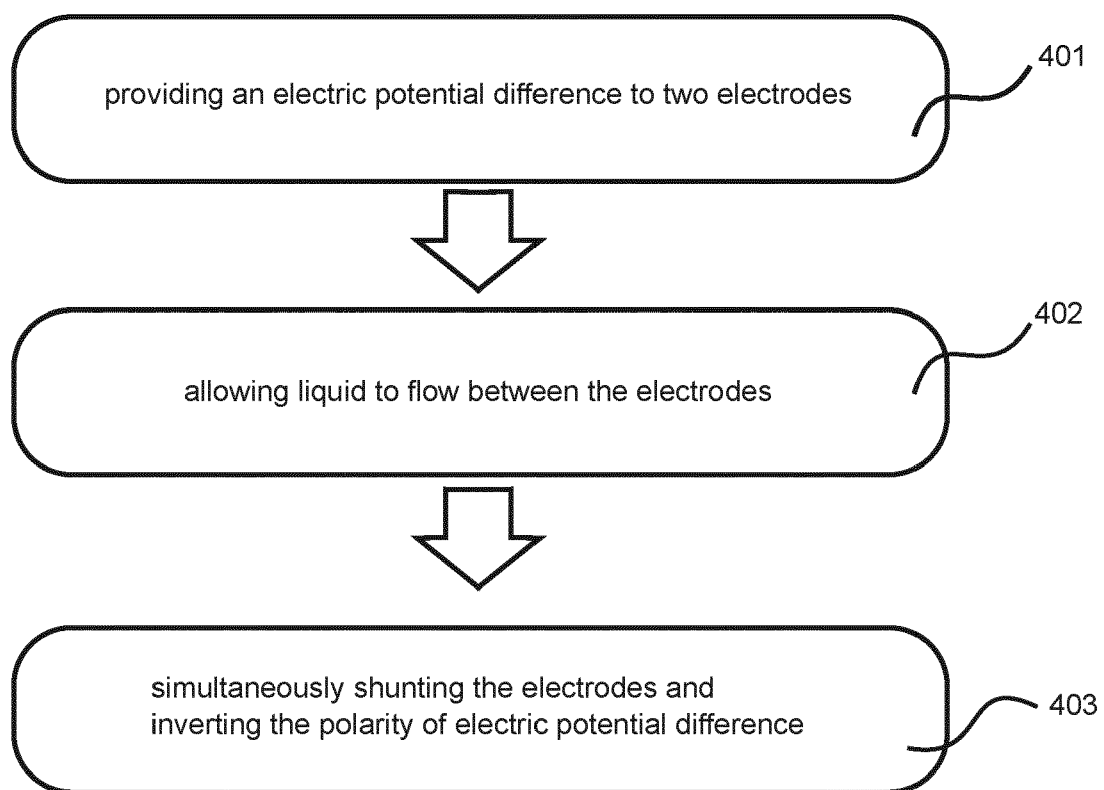 providing an electric potential difference to two electrodes
401
allowing liquid to flow between the electrodes
402
simultaneously shunting the electrodes and
inverting the polarity of electric potential difference
403